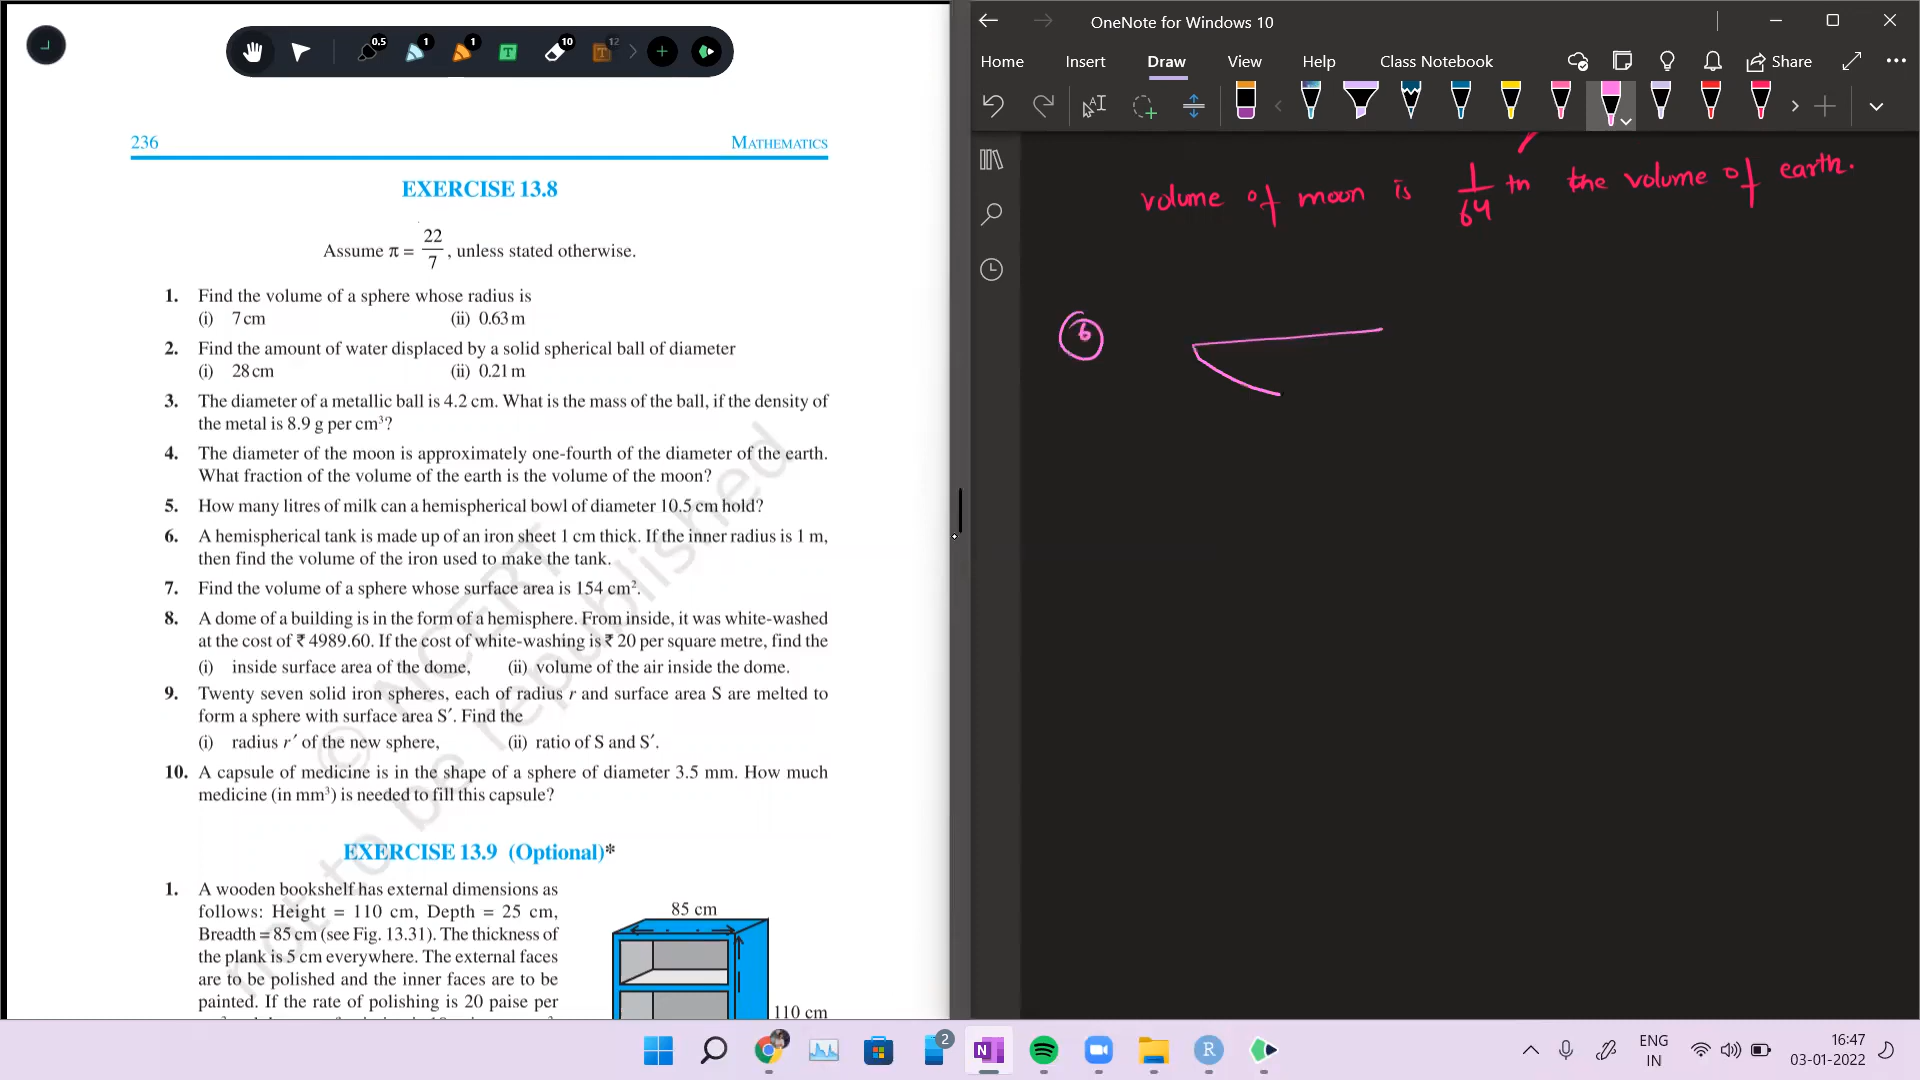 0.5 1 1 10 12
236 MATHEMATICS
EXERCISE 13.8
Assume π = 22/7, unless stated otherwise.
1. Find the volume of a sphere whose radius is
(i) 7 cm (ii) 0.63 m
2. Find the amount of water displaced by a solid spherical ball of diameter
(i) 28 cm (ii) 0.21 m
3. The diameter of a metallic ball is 4.2 cm. What is the mass of the ball, if the density of
the metal is 8.9 g per cm³?
4. The diameter of the moon is approximately one-fourth of the diameter of the earth.
What fraction of the volume of the earth is the volume of the moon?
5. How many litres of milk can a hemispherical bowl of diameter 10.5 cm hold?
6. A hemispherical tank is made up of an iron sheet 1 cm thick. If the inner radius is 1 m,
then find the volume of the iron used to make the tank.
7. Find the volume of a sphere whose surface area is 154 cm².
8. A dome of a building is in the form of a hemisphere. From inside, it was white-washed
at the cost of ₹ 4989.60. If the cost of white-washing is ₹ 20 per square metre, find the
(i) inside surface area of the dome, (ii) volume of the air inside the dome.
9. Twenty seven solid iron spheres, each of radius r and surface area S are melted to
form a sphere with surface area S′. Find the
(i) radius r′ of the new sphere, (ii) ratio of S and S′.
10. A capsule of medicine is in the shape of a sphere of diameter 3.5 mm. How much
medicine (in mm³) is needed to fill this capsule?
EXERCISE 13.9 (Optional)*
1. A wooden bookshelf has external dimensions as
follows: Height = 110 cm, Depth = 25 cm,
Breadth = 85 cm (see Fig. 13.31). The thickness of
the plank is 5 cm everywhere. The external faces
are to be polished and the inner faces are to be
painted. If the rate of polishing is 20 paise per
85 cm
110 cm
© NCERT
not to be republished
OneNote for Windows 10
Home Insert Draw View Help Class Notebook Share
volume of moon is 1/64 th the volume of earth.
6
2
ENG
IN
16:47
03-01-2022